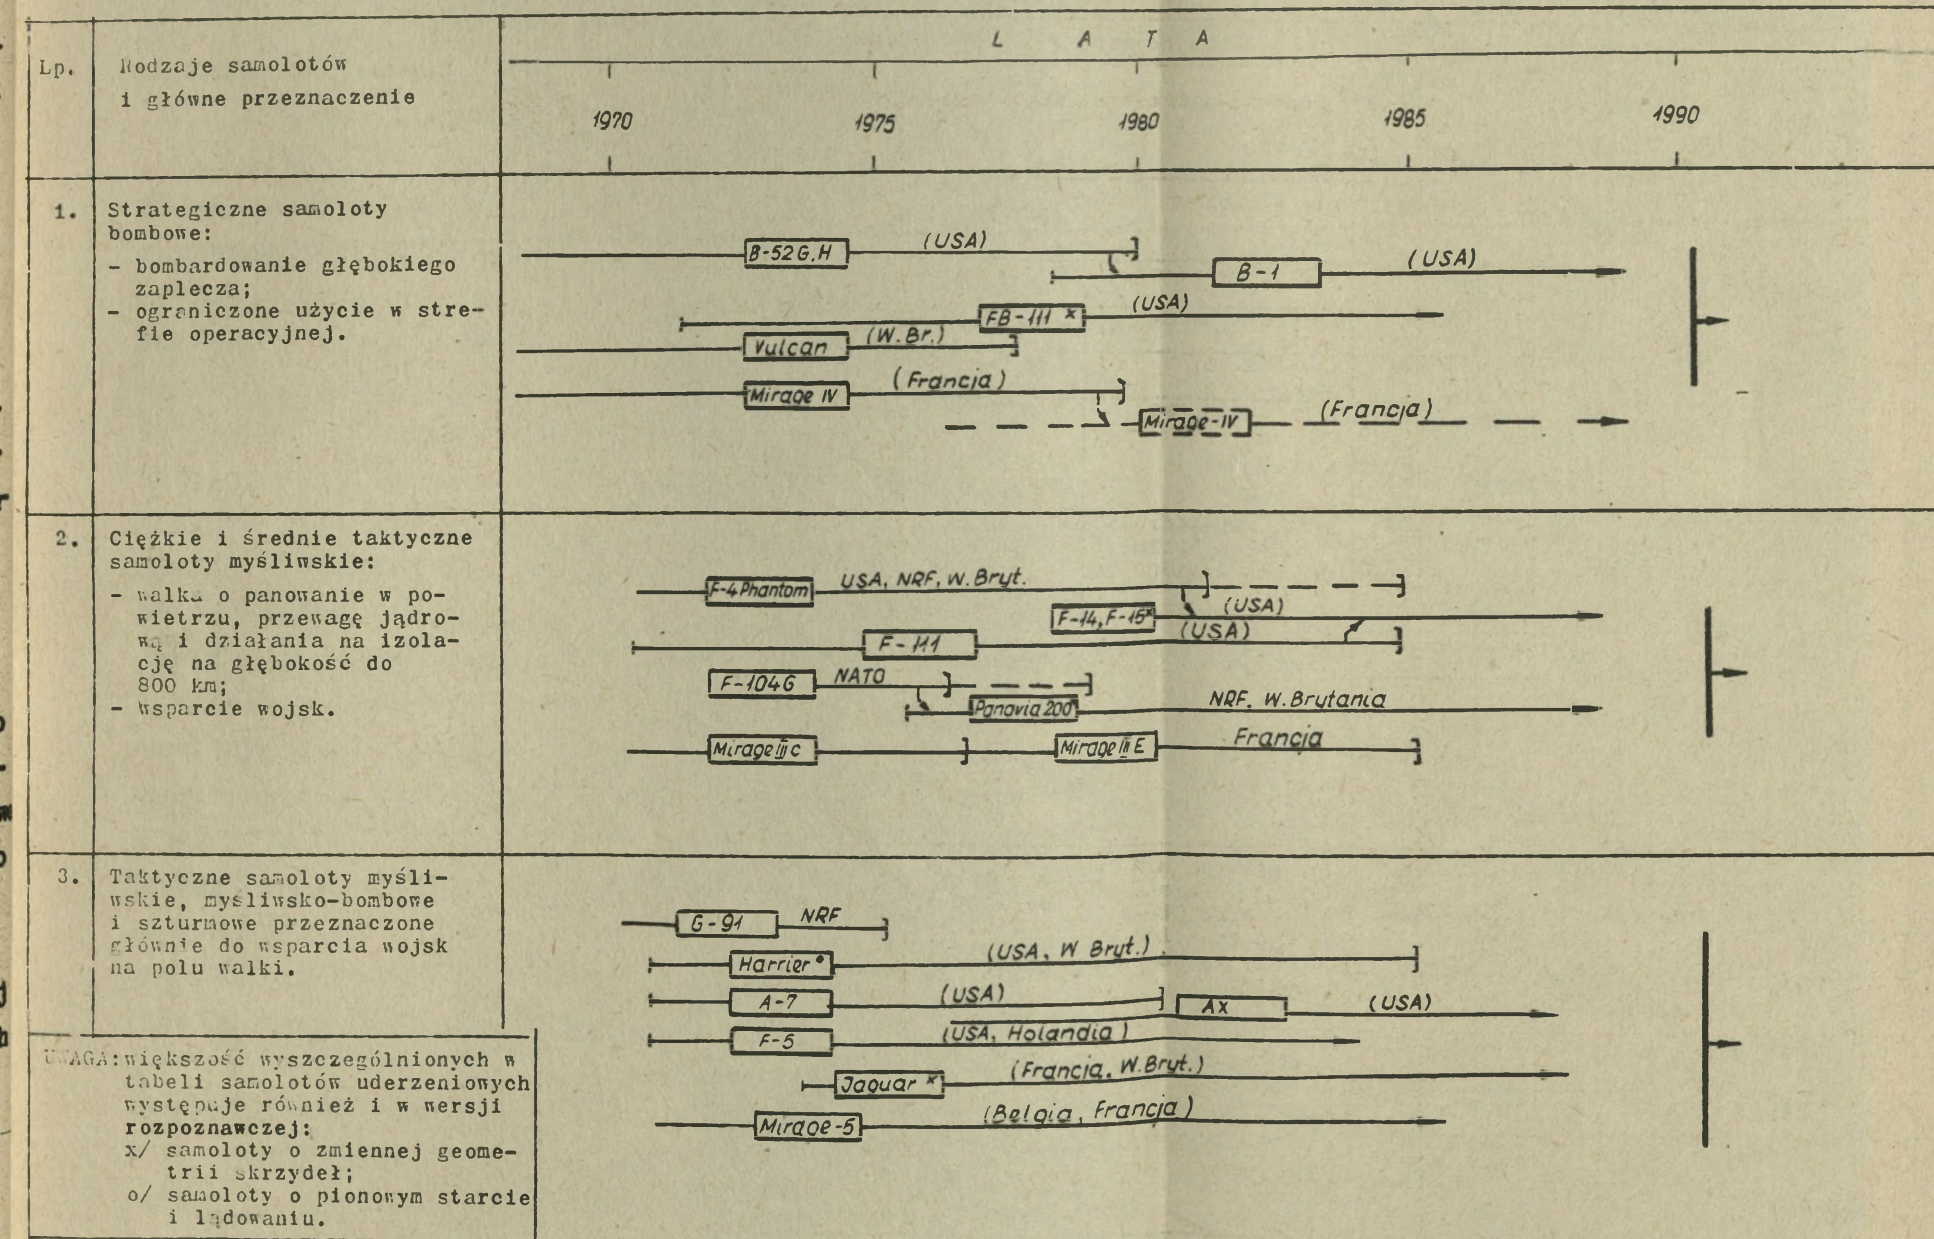 L A T A
Lp.
Rodzaje samolotów
i główne przeznaczenie
1970 1975 1980 1985 1990
1. Strategiczne samoloty
bombowe:
- bombardowanie głębokiego
zaplecza;
- ograniczone użycie w stre-
fie operacyjnej.
B-52 G,H (USA)
B-1 (USA)
FB-111 x (USA)
Vulcan (W.Br.)
Mirage IV (Francja)
Mirage-IV (Francja)
2. Ciężkie i średnie taktyczne
samoloty myśliwskie:
- walka o panowanie w po-
wietrzu, przewagę jądro-
wą i działania na izola-
cję na głębokość do
800 km;
- Wsparcie wojsk.
F-4 Phantom USA, NRF, W. Bryt.
F-14, F-15x (USA)
F-111 (USA)
F-104G NATO
Panavia 200 NRF, W. Brytania
Mirage III C Mirage III E Francja
3. Taktyczne samoloty myśli-
wskie, myśliwsko-bombowe
i szturmowe przeznaczone
głównie do wsparcia wojsk
na polu walki.
G-91 NRF
Harrier o (USA, W Bryt.)
A-7 (USA) AX (USA)
F-5 (USA, Holandia)
Jaguar x (Francja, W.Bryt.)
Mirage-5 (Belgia, Francja)
UWAGA: większość wyszczególnionych w
tabeli samolotów uderzeniowych
występuje również i w wersji
rozpoznawczej:
x/ samoloty o zmiennej geome-
trii skrzydeł;
o/ samoloty o pionowym starcie
i lądowaniu.